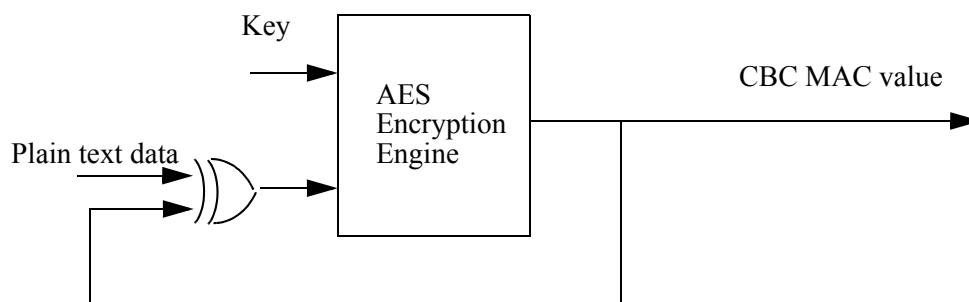 Key
CBC MAC value
AES
Encryption
Engine
Plain text data